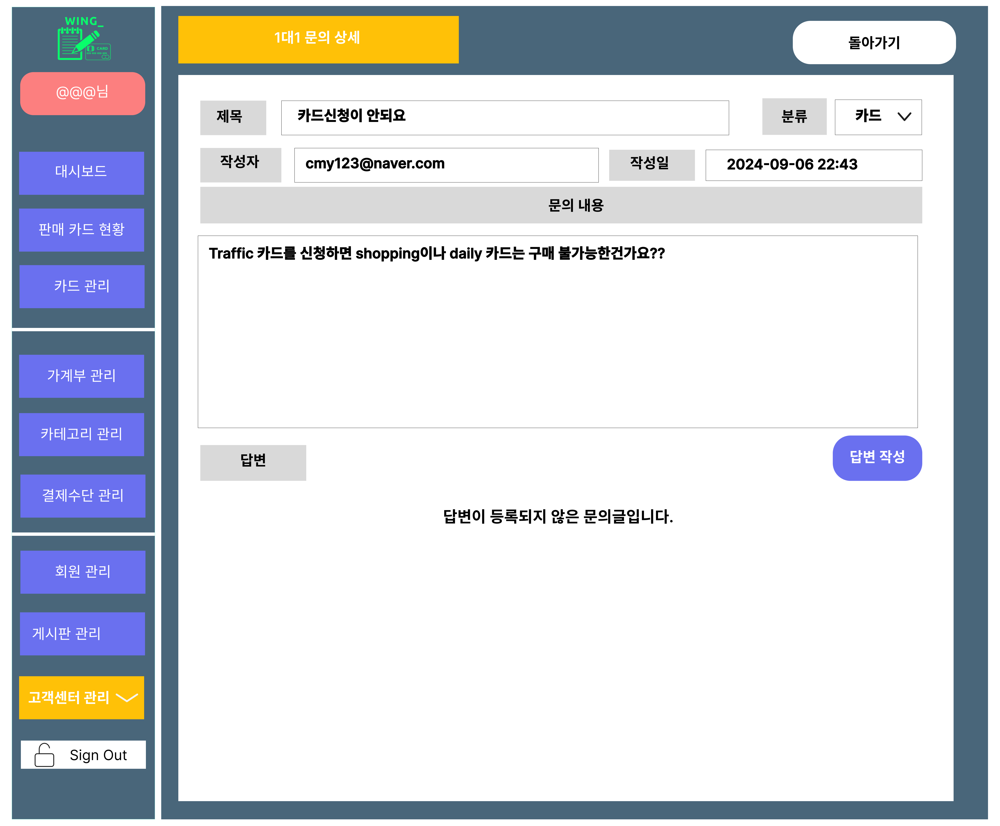 WING_
CARD
@@@님
대시보드
판매 카드 현황
카드 관리
가계부 관리
카테고리 관리
결제수단 관리
회원 관리
게시판 관리
고객센터 관리
Sign Out
1대1 문의 상세
돌아가기
제목
카드신청이 안되요
분류
카드
작성자
cmy123@naver.com
작성일
2024-09-06 22:43
문의 내용
Traffic 카드를 신청하면 shopping이나 daily 카드는 구매 불가능한건가요??
답변
답변 작성
답변이 등록되지 않은 문의글입니다.